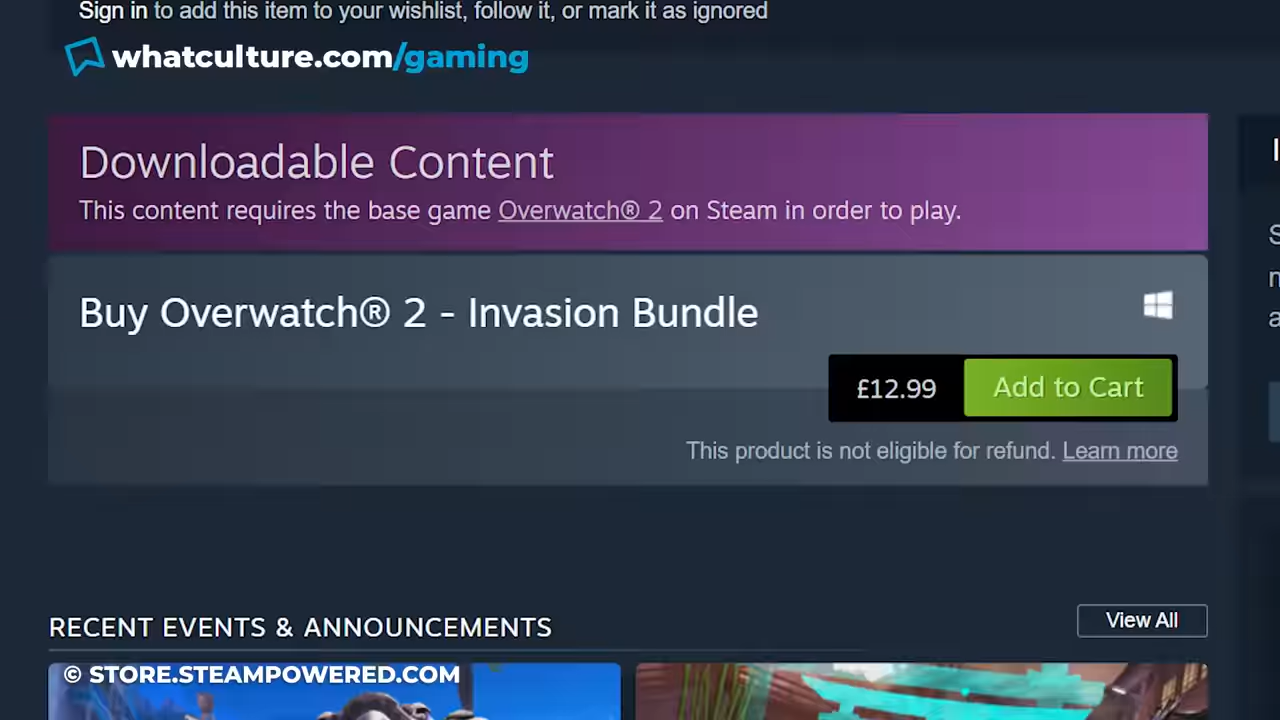 Sign in to add this item to your wishlist, follow it, or mark it as ignored
whatculture.com/gaming
Downloadable Content
This content requires the base game Overwatch® 2 on Steam in order to play.
Buy Overwatch® 2 - Invasion Bundle
£12.99 Add to Cart
This product is not eligible for refund. Learn more
RECENT EVENTS & ANNOUNCEMENTS
View All
© STORE.STEAMPOWERED.COM